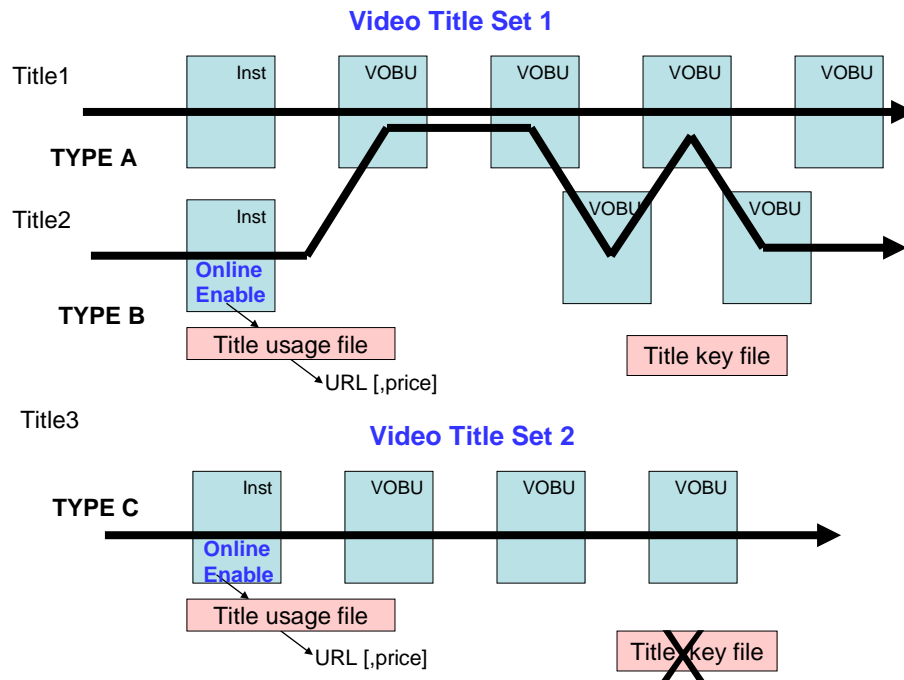 Video Title Set 1
Title1
Inst
VOBU
VOBU
VOBU
VOBU
TYPE A
Title2
Inst
VOBU
VOBU
Online
Enable
TYPE B
Title usage file
Title key file
URL [,price]
Title3
Video Title Set 2
TYPE C
Inst
VOBU
VOBU
VOBU
Online
Enable
Title usage file
Title key file
URL [,price]